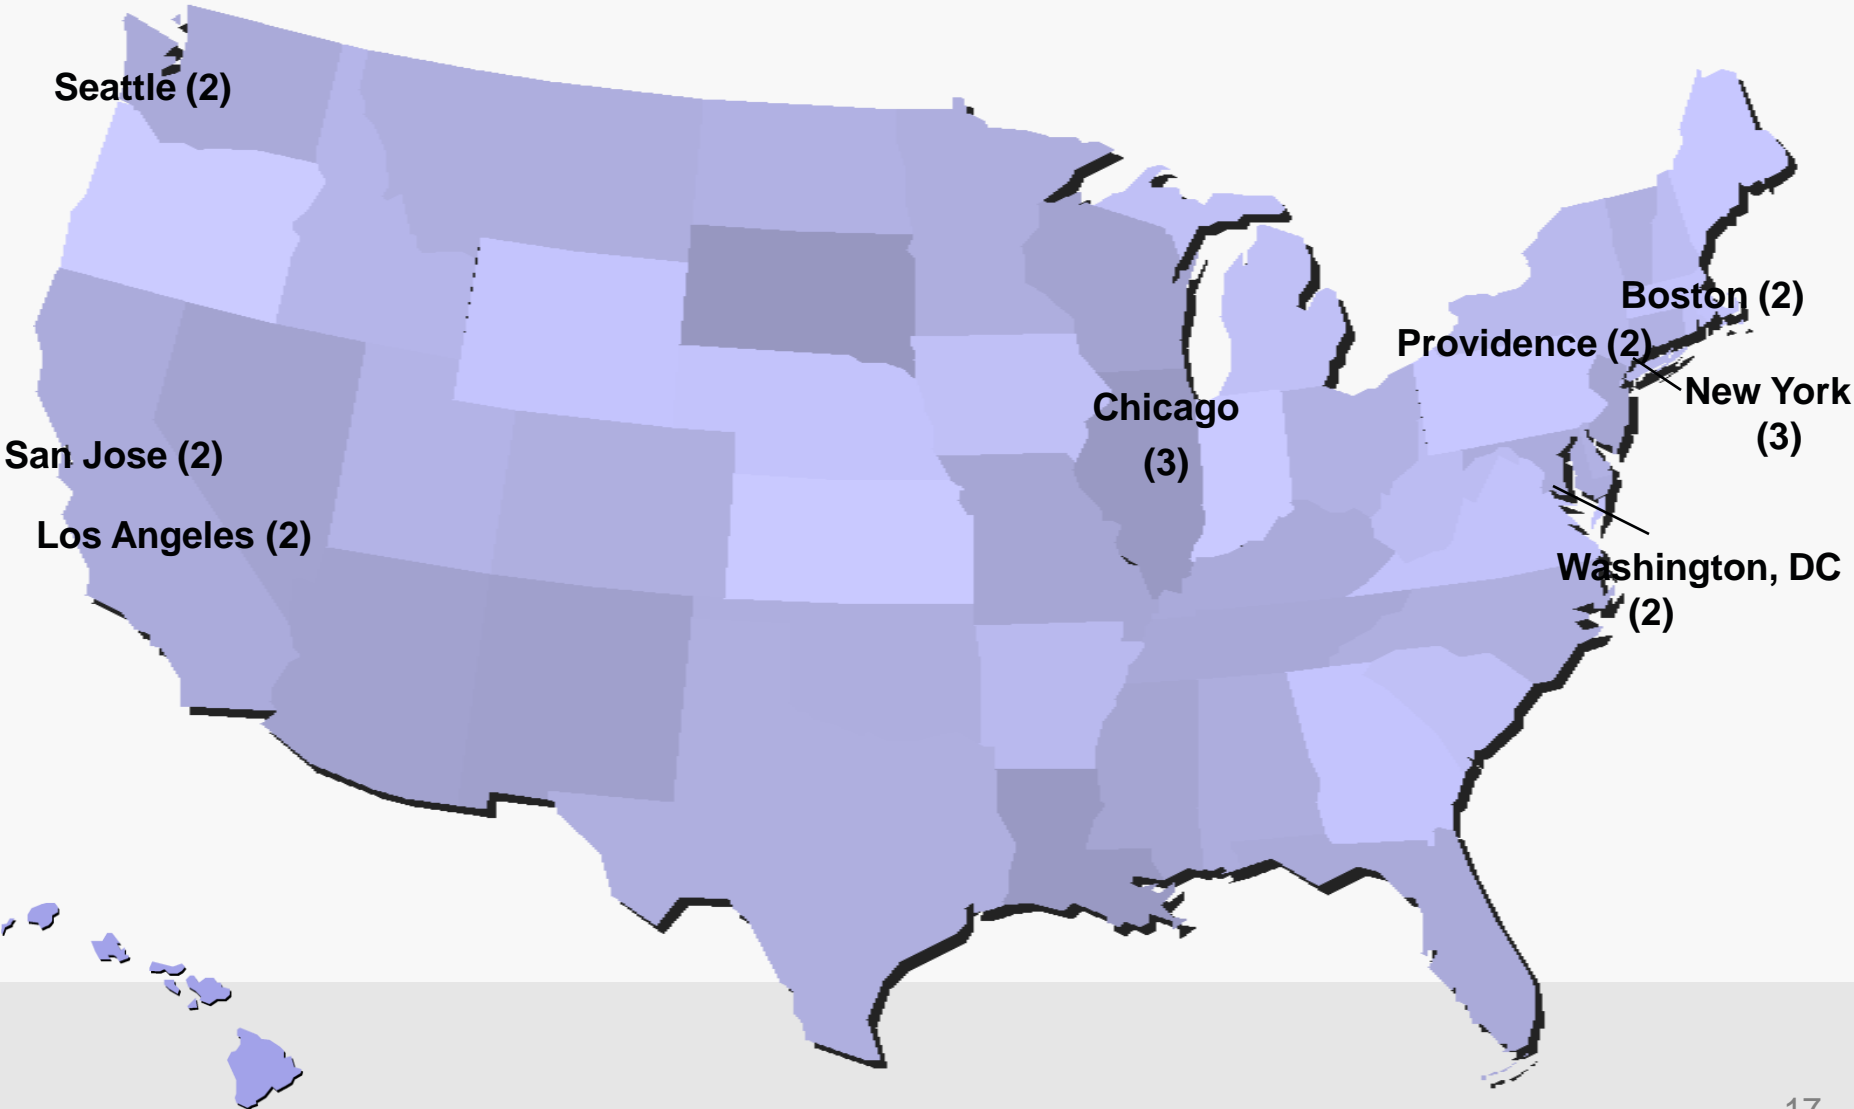 Seattle (2)
Boston (2)
Providence (2)
New York
(3)
Chicago
(3)
San Jose (2)
Los Angeles (2)
Washington, DC
(2)
17